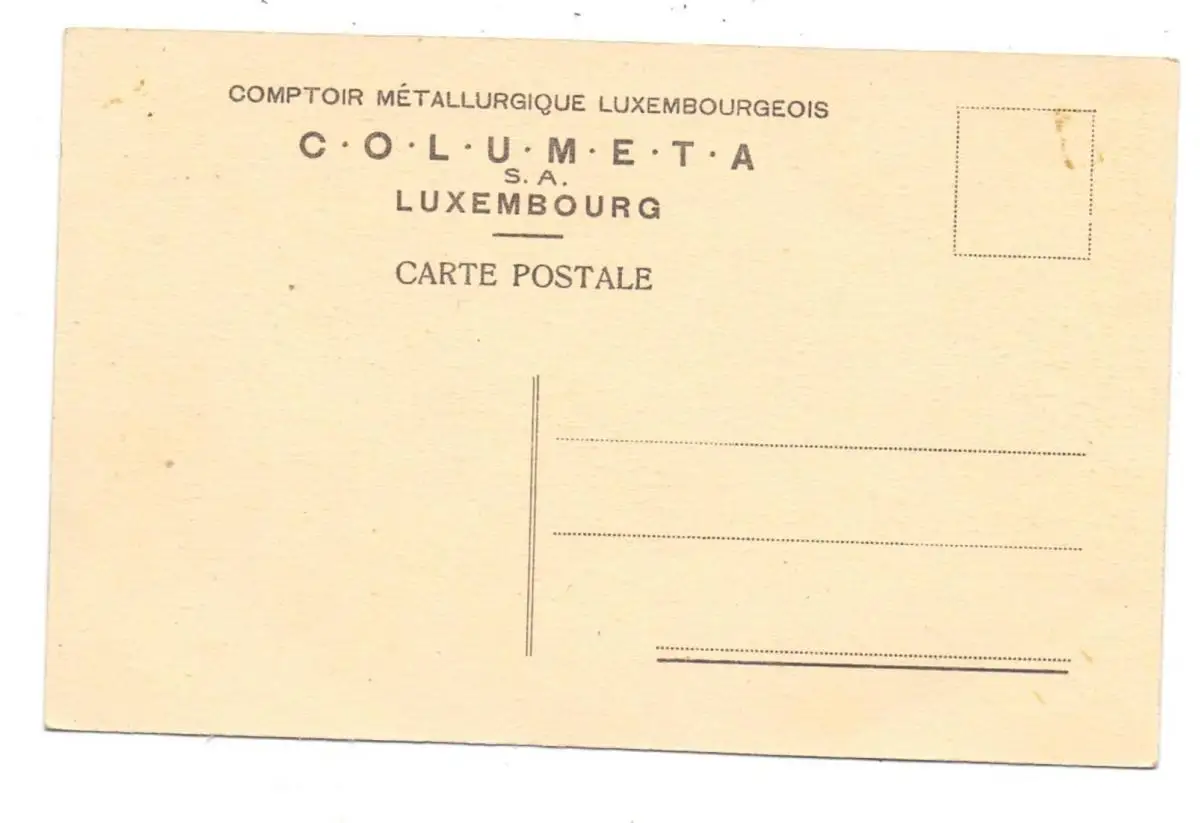 COMPTOIR MÉTALLURGIQUE LUXEMBOURGEOIS
C·O·L·U·M·E·T·A
S. A.
LUXEMBOURG
CARTE POSTALE